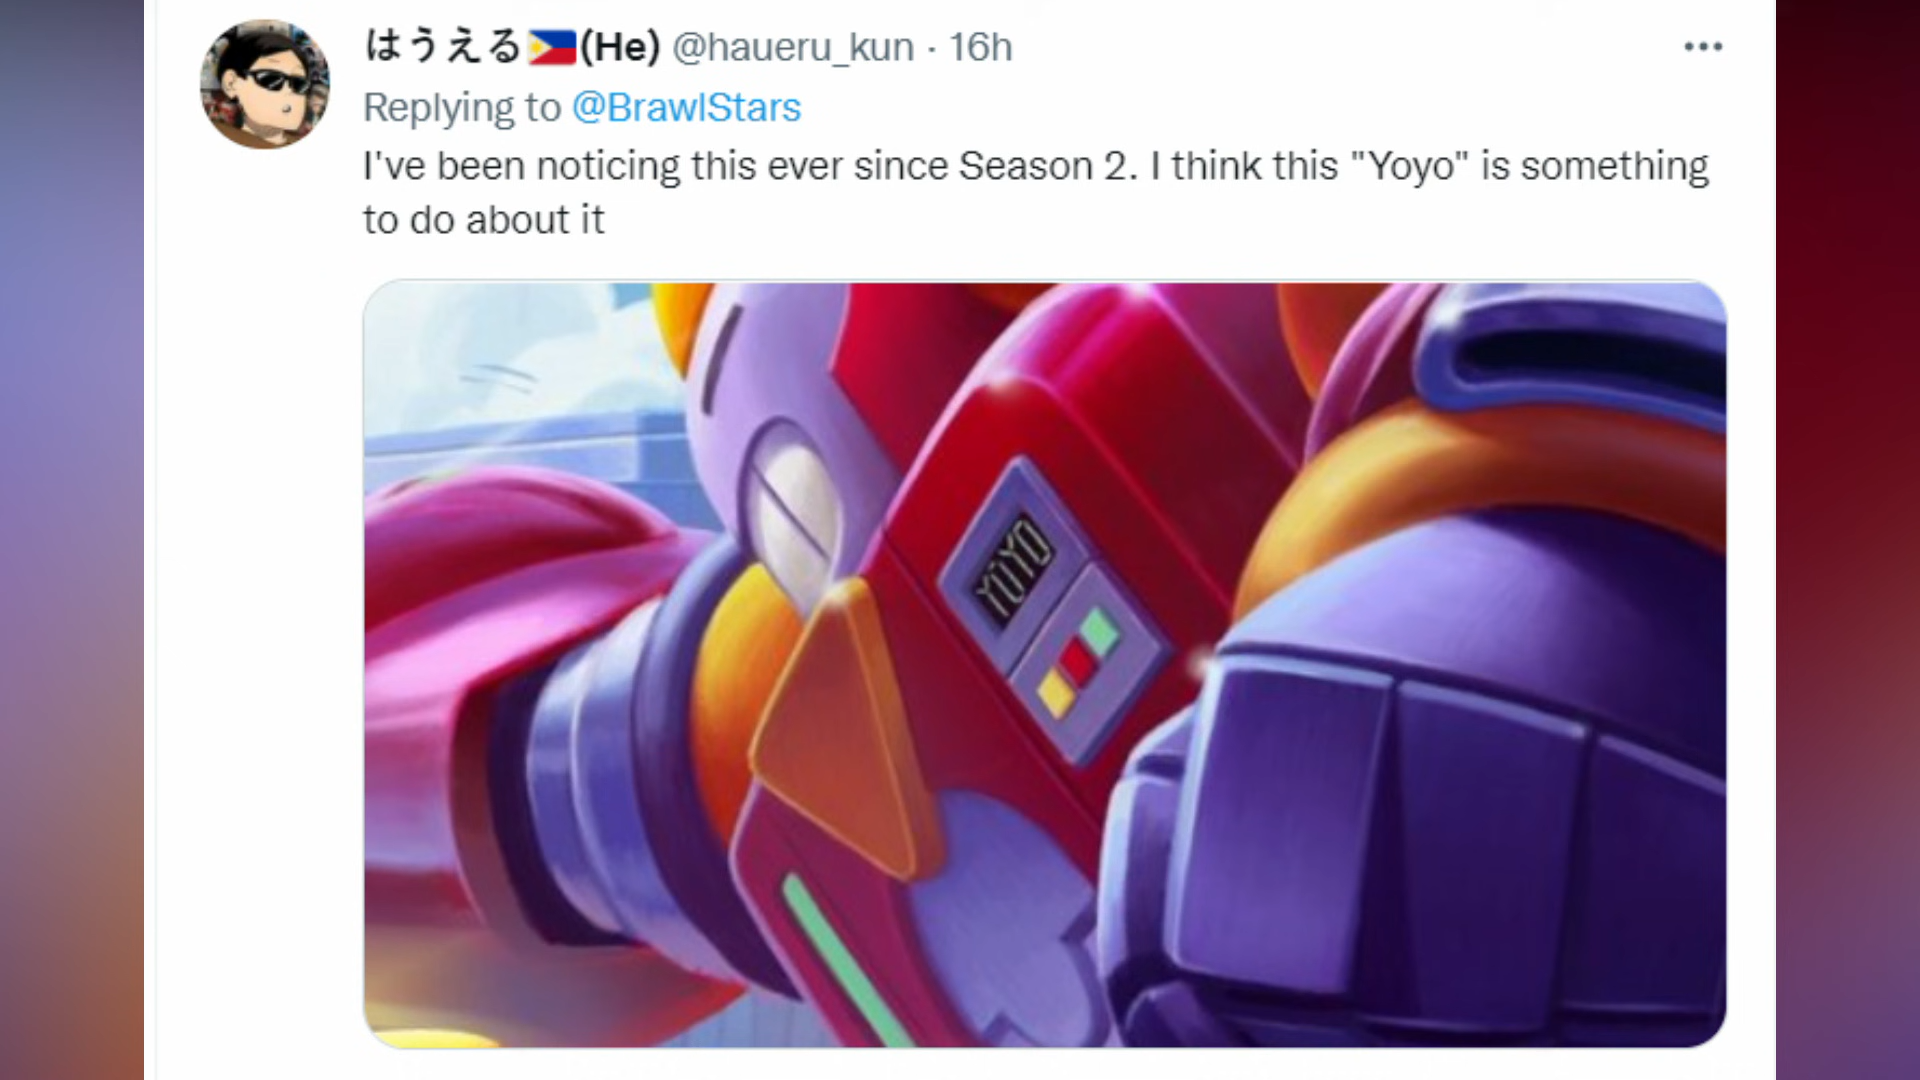 はうえる🇵🇭(He) @haueru_kun · 16h
Replying to @BrawlStars
I've been noticing this ever since Season 2. I think this "Yoyo" is something
to do about it
YOYO